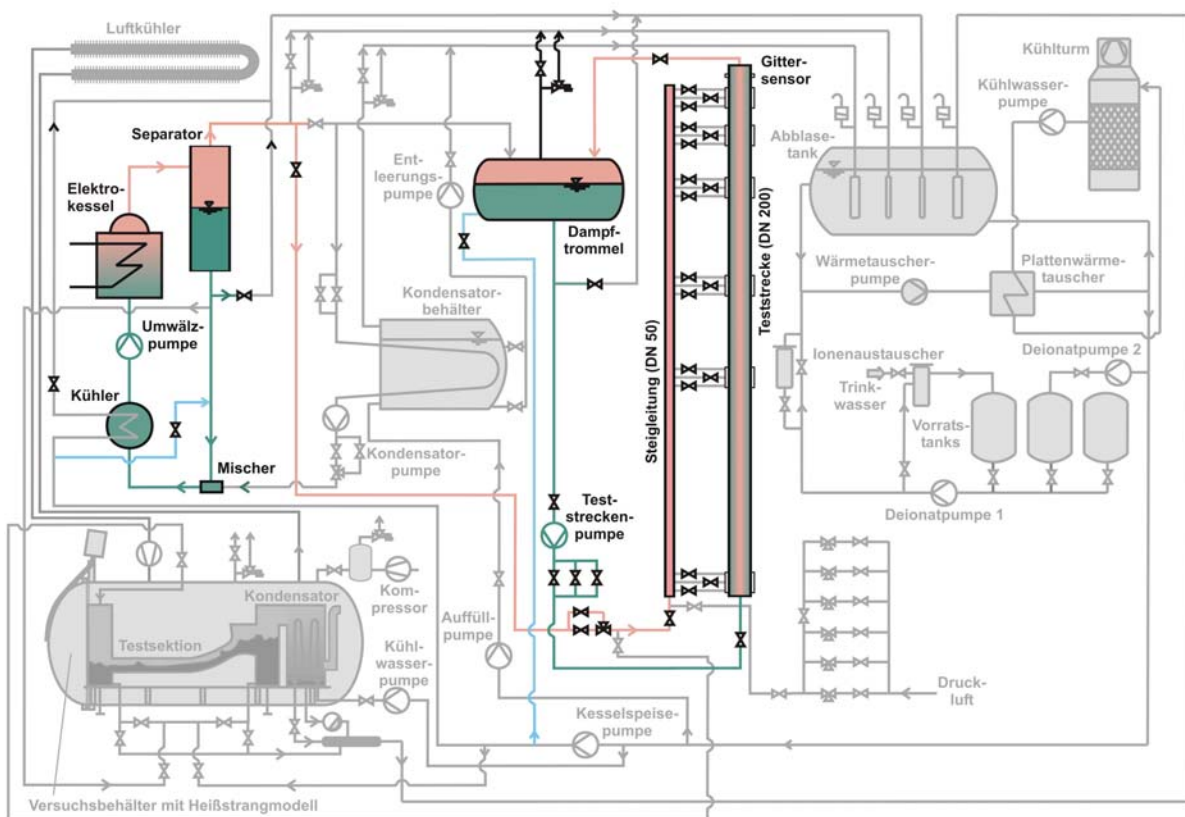 Luftkühler
Separator
Elektro-
kessel
Umwälz-
pumpe
Kühler
Mischer
Ent-
leerungs-
pumpe
Kondensator-
behälter
Kondensator-
pumpe
Dampf-
trommel
Test-
strecken-
pumpe
Gitter-
sensor
Steigleitung (DN 50)
Teststrecke (DN 200)
Kühlturm
Kühlwasser-
pumpe
Abblase-
tank
Wärmetauscher-
pumpe
Plattenwärme-
tauscher
Ionenaustauscher
Trink-
wasser
Vorrats-
tanks
Deionatpumpe 2
Deionatpumpe 1
Druck-
luft
Kondensator
Testsektion
Kom-
pressor
Kühl-
wasser-
pumpe
Auffüll-
pumpe
Kesselspeise-
pumpe
Versuchsbehälter mit Heißstrangmodell